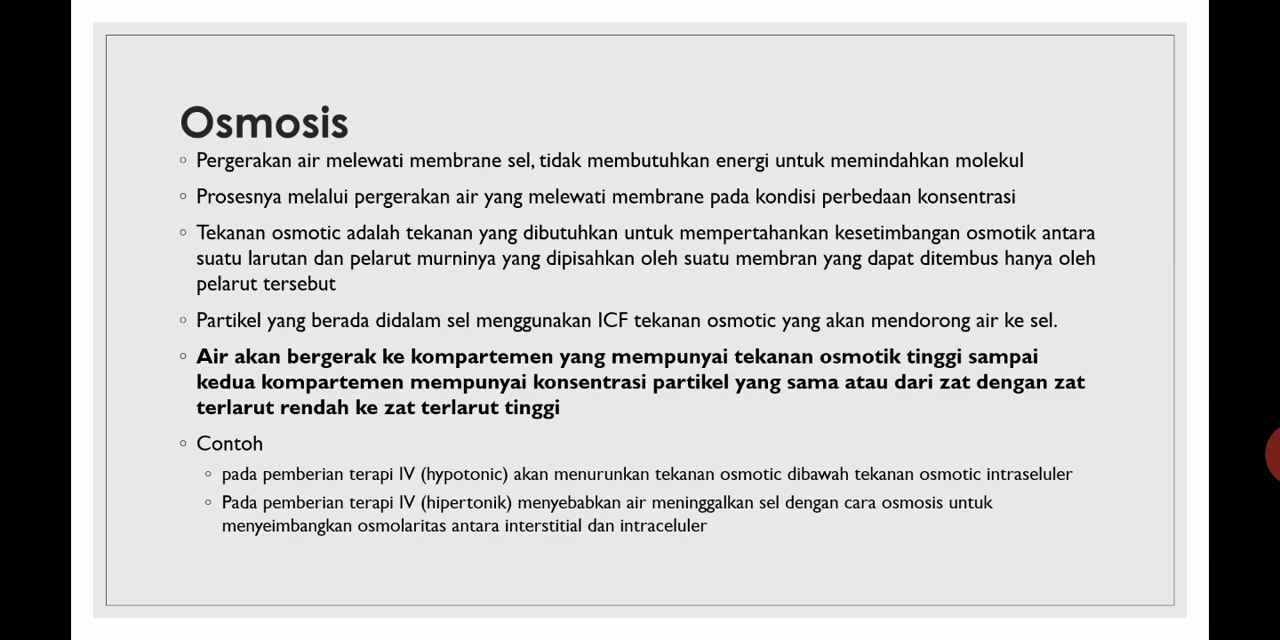 Osmosis
Pergerakan air melewati membrane sel, tidak membutuhkan energi untuk memindahkan molekul
Prosesnya melalui pergerakan air yang melewati membrane pada kondisi perbedaan konsentrasi
Tekanan osmotic adalah tekanan yang dibutuhkan untuk mempertahankan kesetimbangan osmotik antara
suatu larutan dan pelarut murninya yang dipisahkan oleh suatu membran yang dapat ditembus hanya oleh
pelarut tersebut
Partikel yang berada didalam sel menggunakan ICF tekanan osmotic yang akan mendorong air ke sel.
Air akan bergerak ke kompartemen yang mempunyai tekanan osmotik tinggi sampai
kedua kompartemen mempunyai konsentrasi partikel yang sama atau dari zat dengan zat
terlarut rendah ke zat terlarut tinggi
Contoh
pada pemberian terapi IV (hypotonic) akan menurunkan tekanan osmotic dibawah tekanan osmotic intraseluler
Pada pemberian terapi IV (hipertonik) menyebabkan air meninggalkan sel dengan cara osmosis untuk
menyeimbangkan osmolaritas antara interstitial dan intraceluler